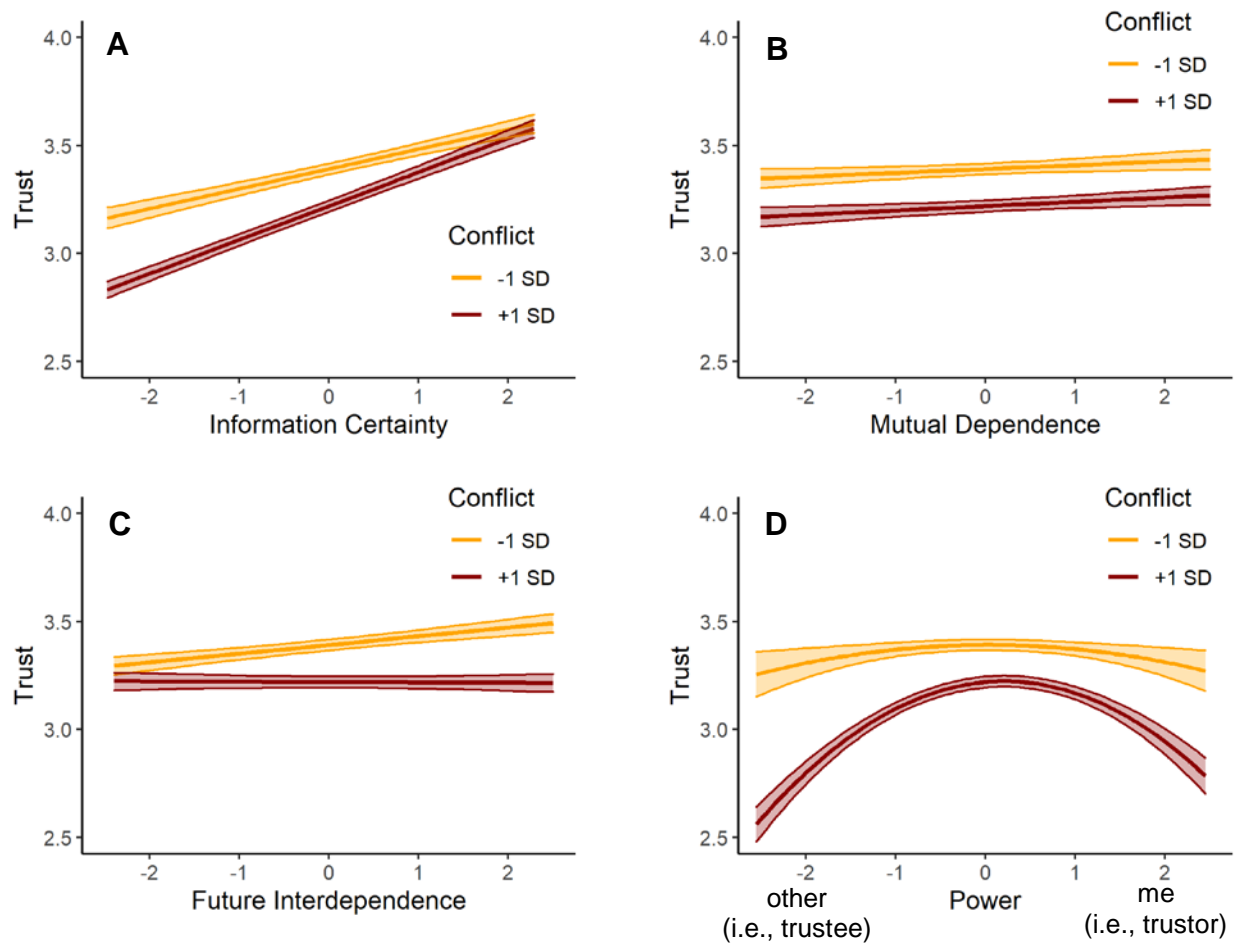 A
4.0
3.5
3.0
2.5
Trust
Conflict
-1 SD
+1 SD
-2 -1 0 1 2
Information Certainty
B
4.0
3.5
3.0
2.5
Trust
Conflict
-1 SD
+1 SD
-2 -1 0 1 2
Mutual Dependence
C
4.0
3.5
3.0
2.5
Trust
Conflict
-1 SD
+1 SD
-2 -1 0 1 2
Future Interdependence
D
4.0
3.5
3.0
2.5
Trust
Conflict
-1 SD
+1 SD
-2 -1 0 1 2
other
(i.e., trustee)
Power
me
(i.e., trustor)